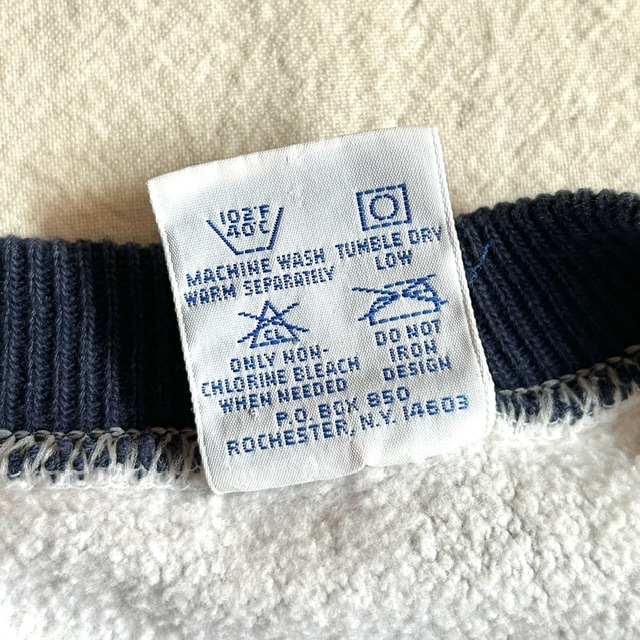 102°F
40°C
MACHINE WASH
WARM SEPARATELY
TUMBLE DRY
LOW
ONLY NON-
CHLORINE BLEACH
WHEN NEEDED
DO NOT
IRON
DESIGN
P.O. BOX 850
ROCHESTER, N.Y. 14603